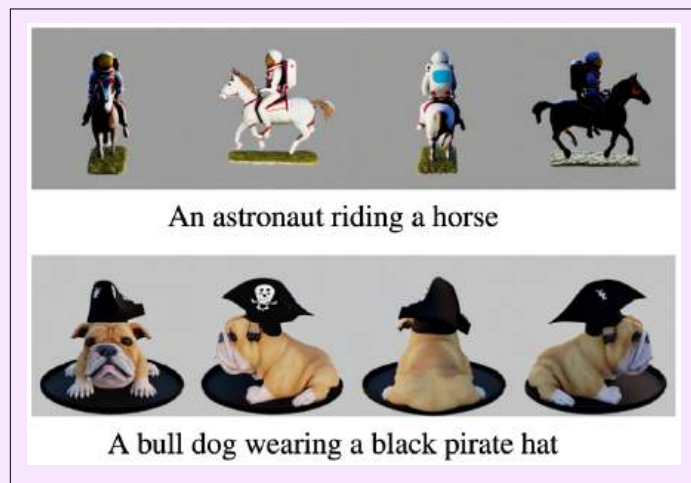 An astronaut riding a horse
A bull dog wearing a black pirate hat